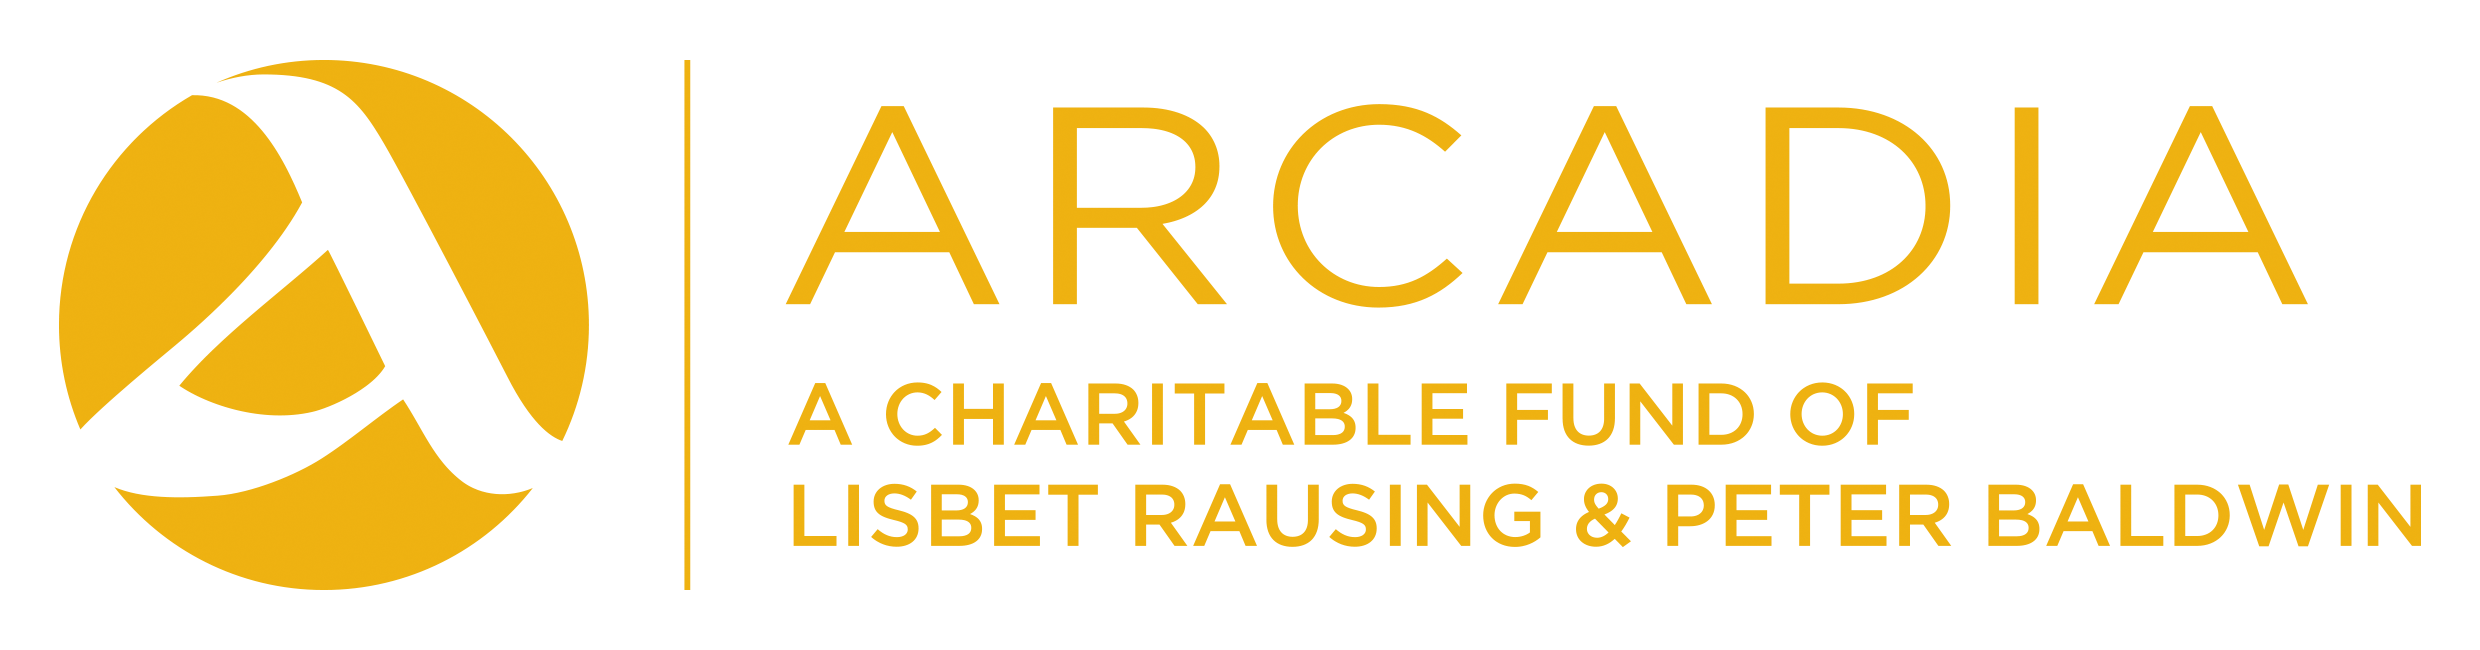 ARCADIA
A CHARITABLE FUND OF
LISBET RAUSING & PETER BALDWIN